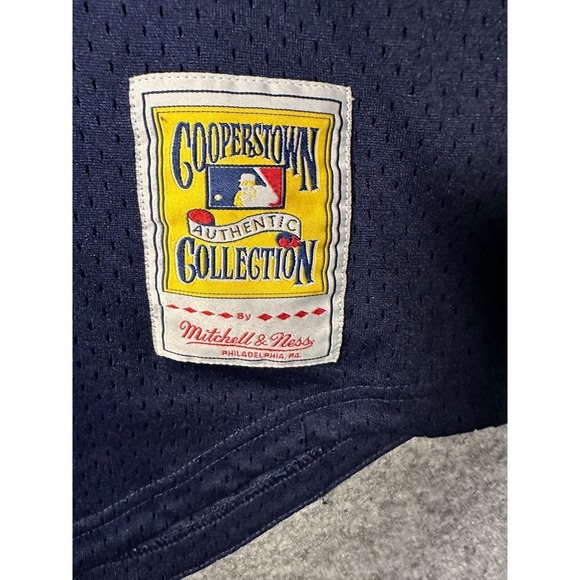 COOPERSTOWN
AUTHENTIC
COLLECTION
By
Mitchell & Ness
PHILADELPHIA, PA.